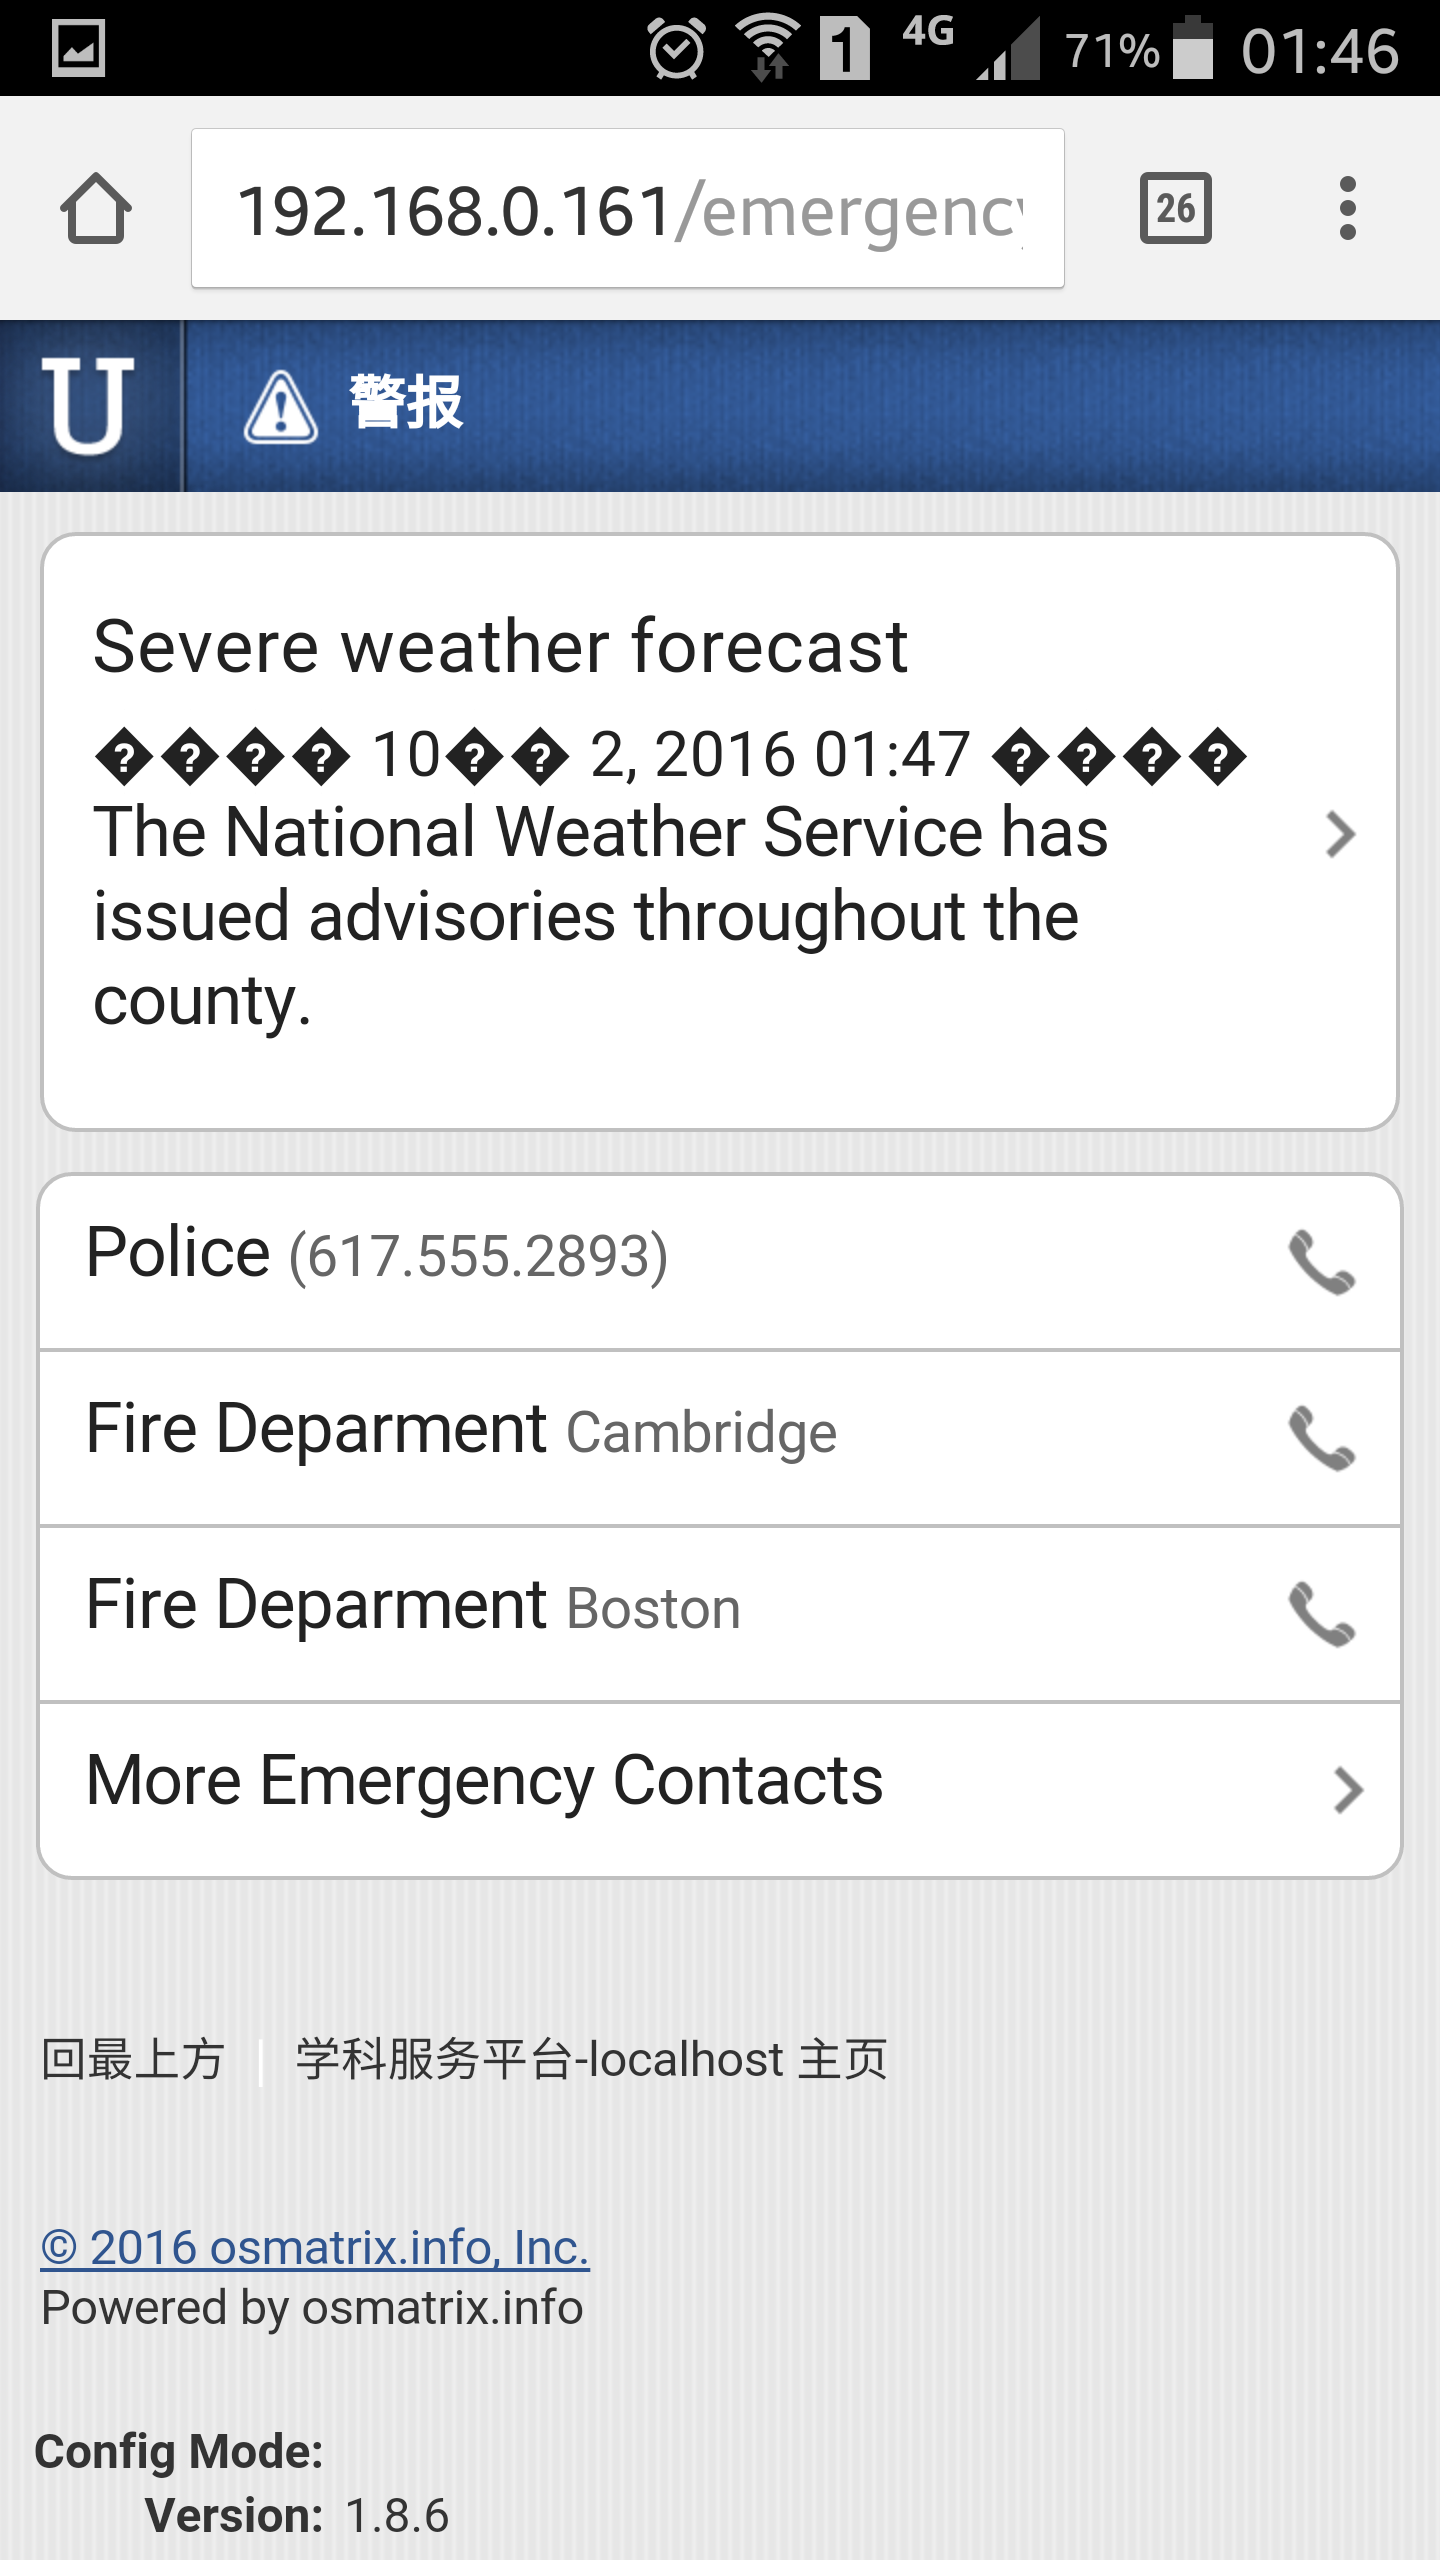 4G 71% 01:46
192.168.0.161/emergency
26
U 警报
Severe weather forecast
���� 10�� 2, 2016 01:47 ����
The National Weather Service has
issued advisories throughout the
county.
Police (617.555.2893)
Fire Deparment Cambridge
Fire Deparment Boston
More Emergency Contacts
回最上方 | 学科服务平台-localhost 主页
© 2016 osmatrix.info, Inc.
Powered by osmatrix.info
Config Mode:
Version: 1.8.6